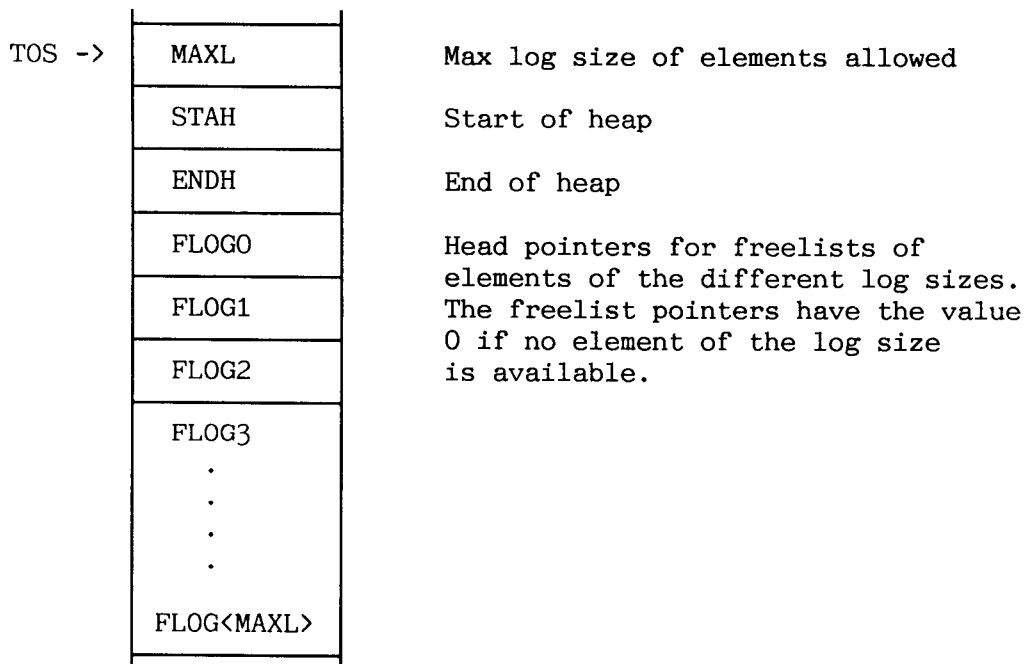 TOS -> MAXL Max log size of elements allowed
STAH Start of heap
ENDH End of heap
FLOG0 Head pointers for freelists of
elements of the different log sizes.
FLOG1 The freelist pointers have the value
0 if no element of the log size
FLOG2 is available.
FLOG3
.
.
.
.
FLOG<MAXL>